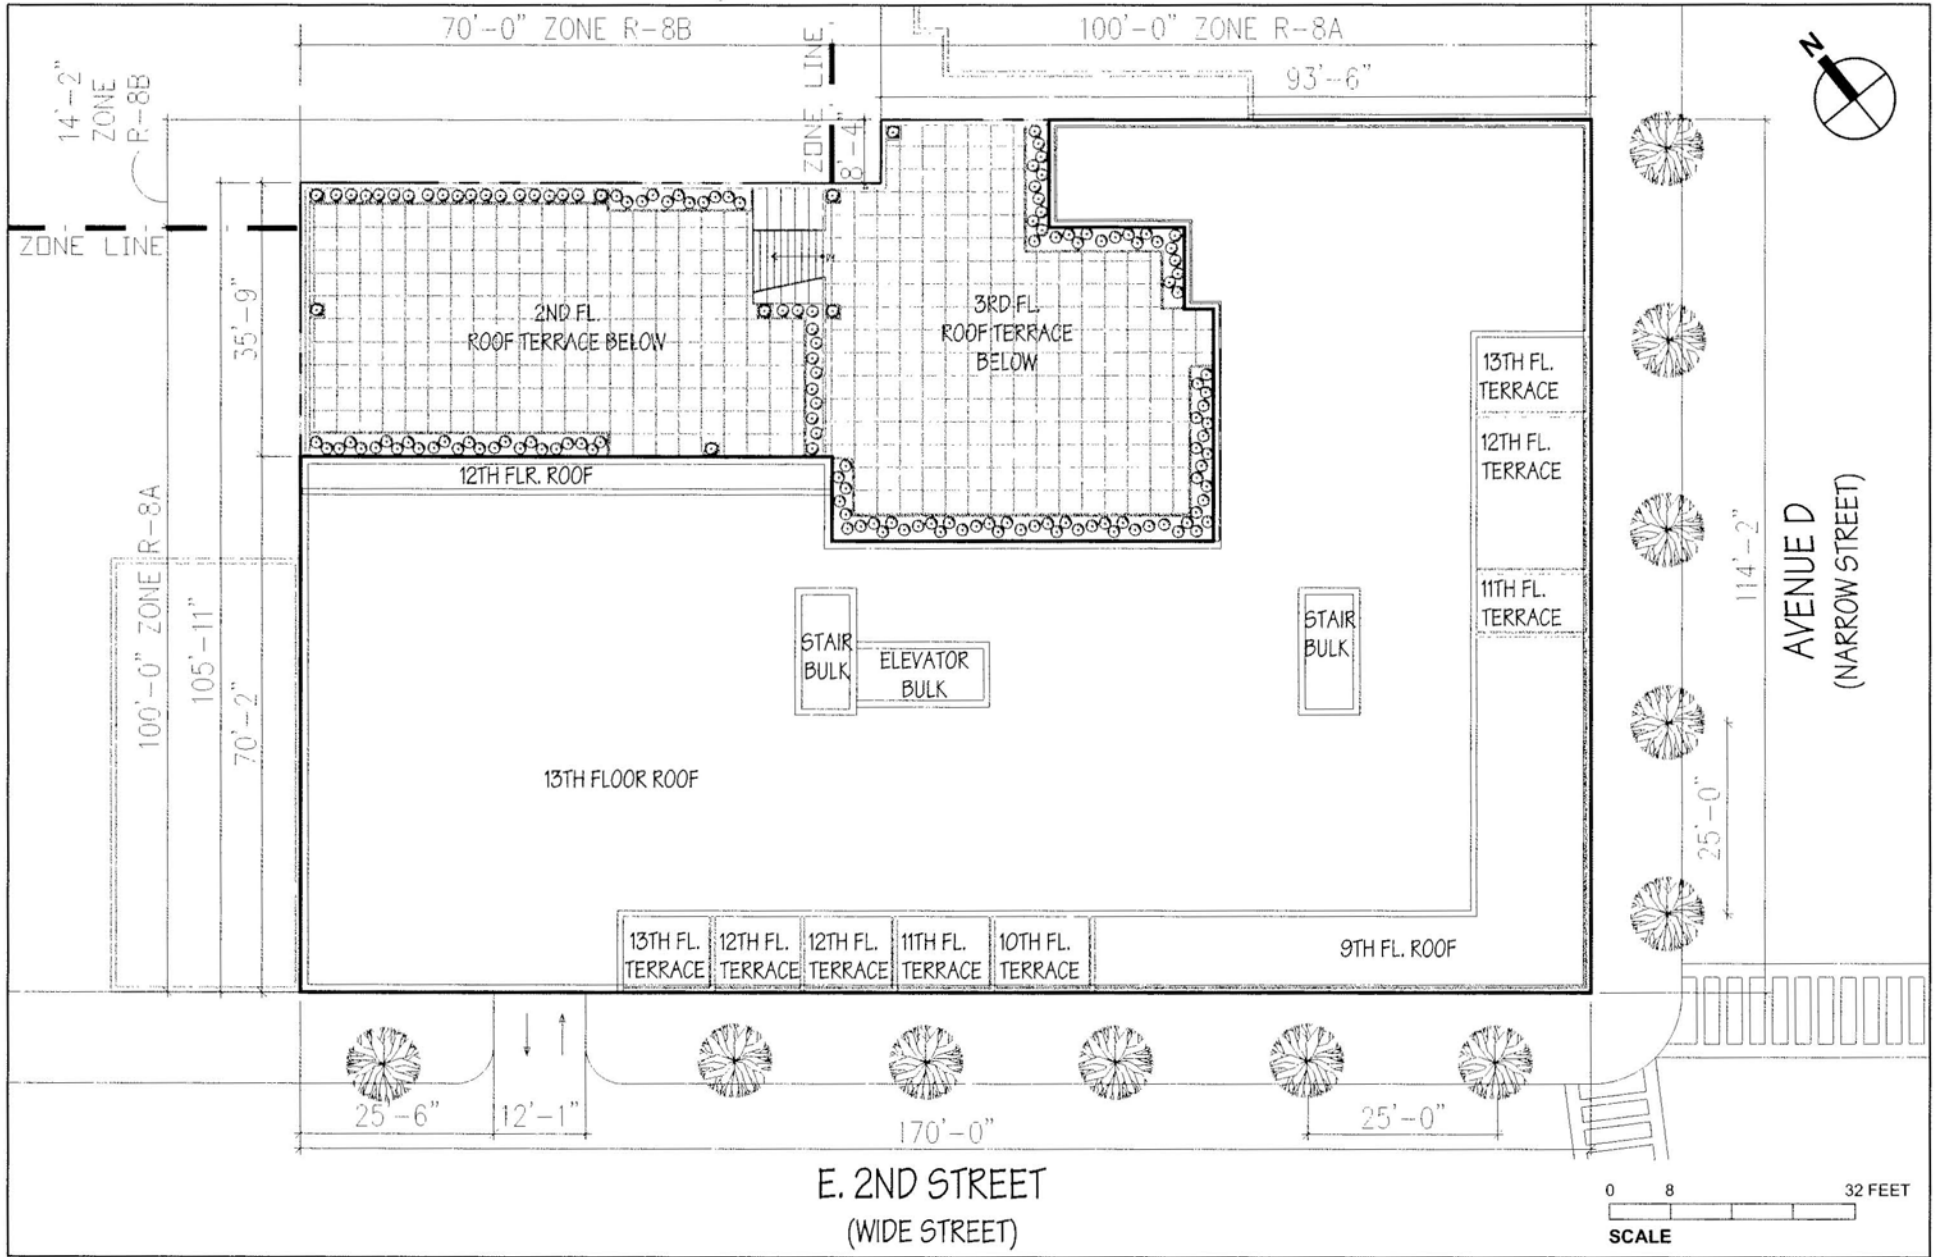 70'-0" ZONE R-8B
ZONE LINE
100'-0" ZONE R-8A
93'-6"
N
14'-2"
ZONE
R-8B
8'-4"
ZONE LINE
35'-9"
2ND FL.
ROOF TERRACE BELOW
3RD FL.
ROOF TERRACE
BELOW
13TH FL.
TERRACE
12TH FL.
TERRACE
11TH FL.
TERRACE
12TH FLR. ROOF
100'-0" ZONE R-8A
105'-11"
70'-2"
STAIR
BULK
ELEVATOR
BULK
STAIR
BULK
114'-2"
AVENUE D
(NARROW STREET)
25'-0"
13TH FLOOR ROOF
13TH FL.
TERRACE
12TH FL.
TERRACE
12TH FL.
TERRACE
11TH FL.
TERRACE
10TH FL.
TERRACE
9TH FL. ROOF
25'-6"
12'-1"
170'-0"
25'-0"
E. 2ND STREET
(WIDE STREET)
0 8 32 FEET
SCALE